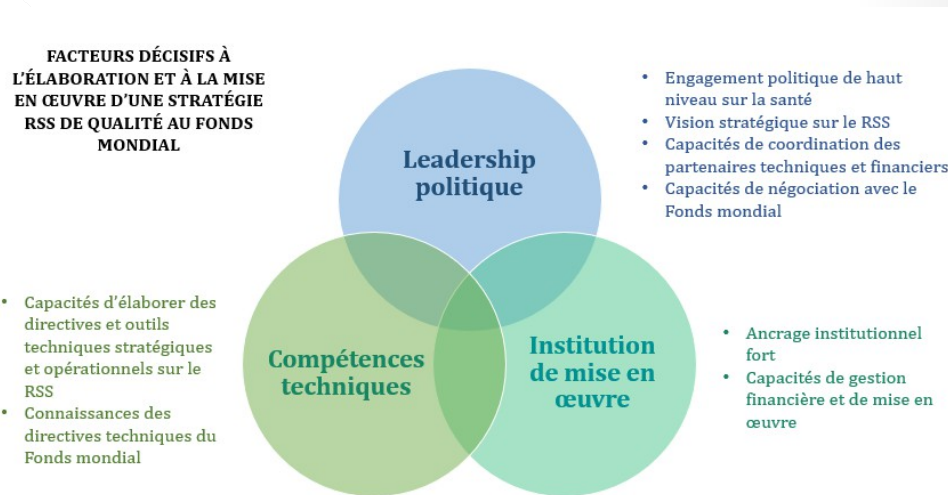 FACTEURS DÉCISIFS À
L'ÉLABORATION ET À LA MISE
EN ŒUVRE D'UNE STRATÉGIE
RSS DE QUALITÉ AU FONDS
MONDIAL
Leadership
politique
• Engagement politique de haut
niveau sur la santé
• Vision stratégique sur le RSS
• Capacités de coordination des
partenaires techniques et financiers
• Capacités de négociation avec le
Fonds mondial
• Capacités d'élaborer des
directives et outils
techniques stratégiques
et opérationnels sur le
RSS
• Connaissances des
directives techniques du
Fonds mondial
Compétences
techniques
Institution
de mise en
œuvre
• Ancrage institutionnel
fort
• Capacités de gestion
financière et de mise en
œuvre